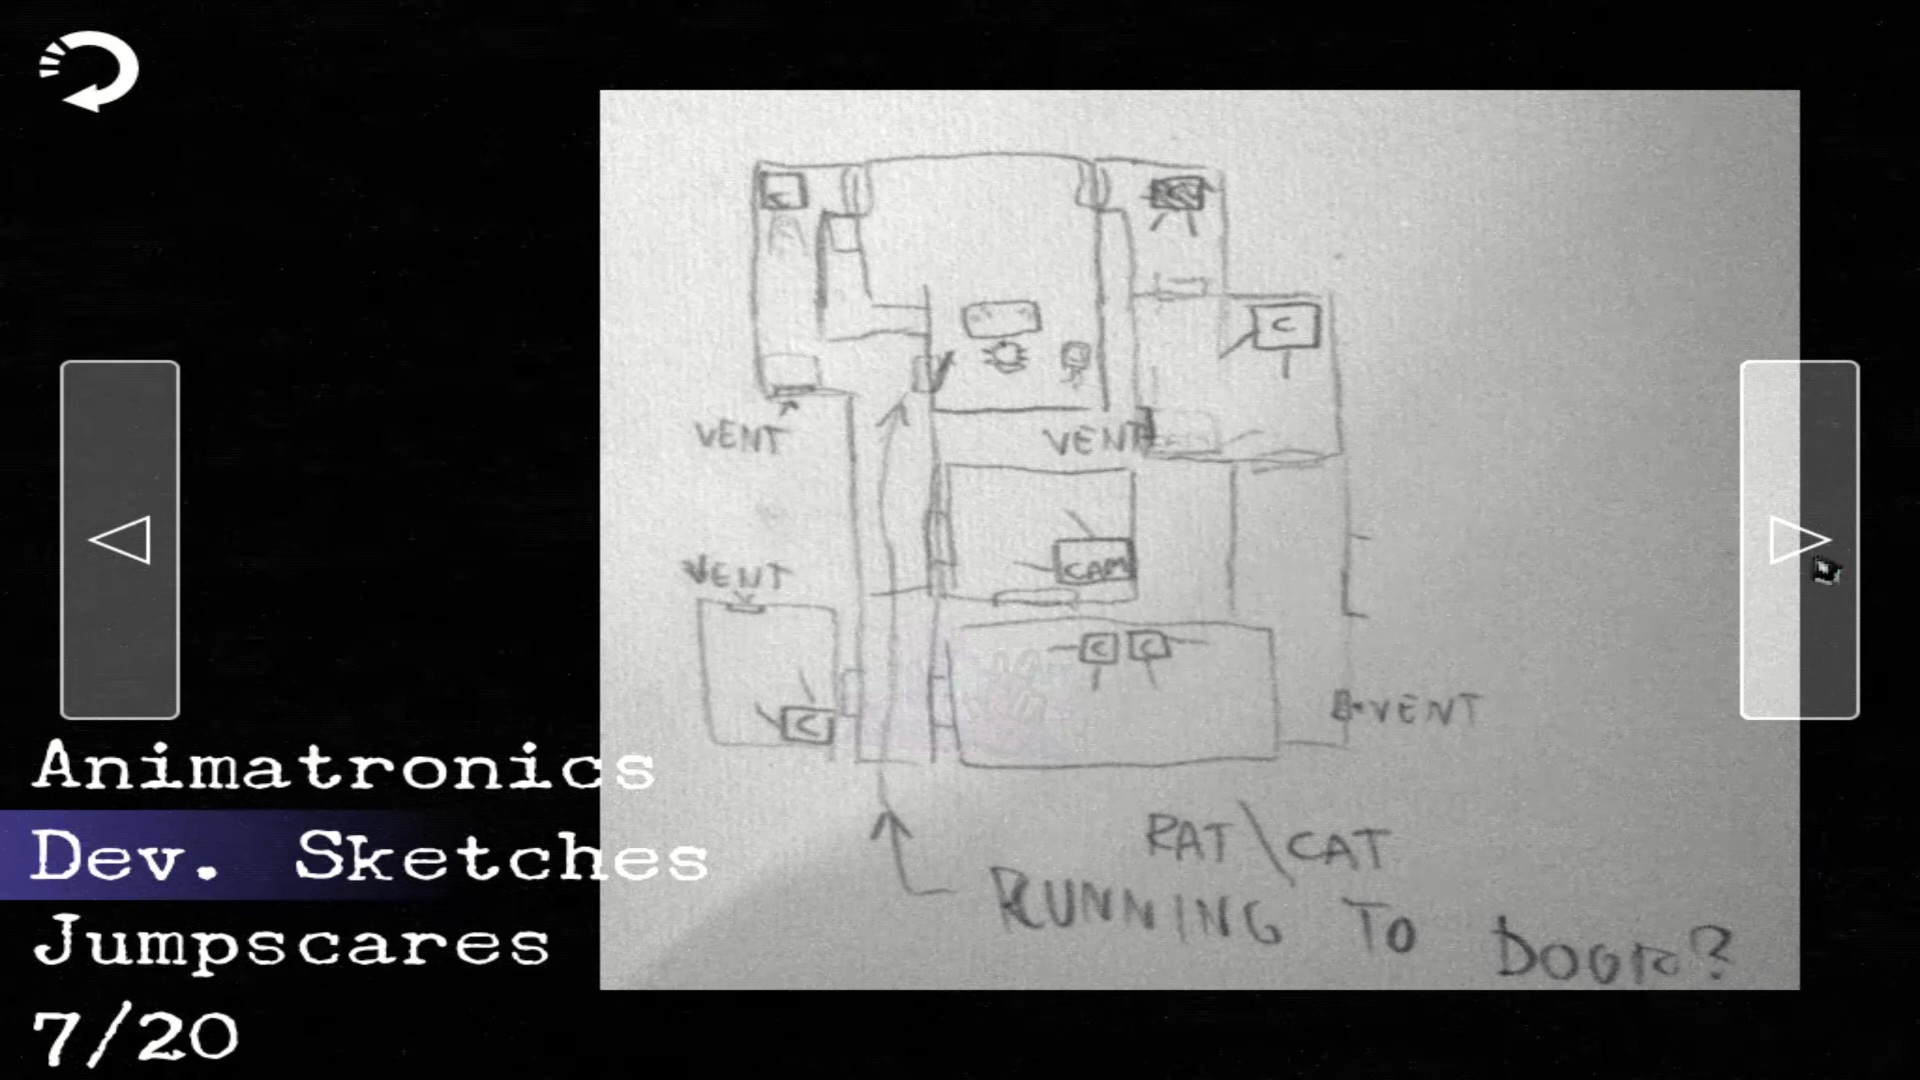 C
C
VENT
VENT
CAM
VENT
C C
C
VENT
RAT\CAT
RUNNING TO DOOR?
Animatronics
Dev. Sketches
Jumpscares
7/20